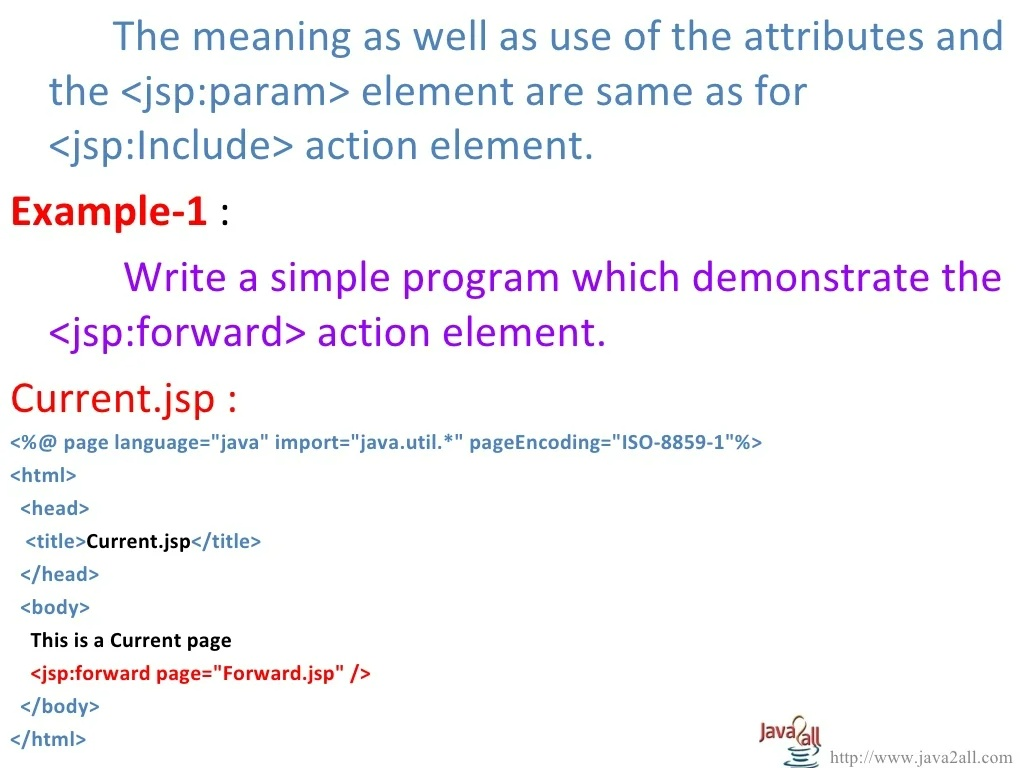 The meaning as well as use of the attributes and
the <jsp:param> element are same as for
<jsp:Include> action element.
Example-1 :
Write a simple program which demonstrate the
<jsp:forward> action element.
Current.jsp :
<%@ page language="java" import="java.util.*" pageEncoding="ISO-8859-1"%>
<html>
<head>
<title>Current.jsp</title>
</head>
<body>
This is a Current page
<jsp:forward page="Forward.jsp" />
</body>
</html>
Java2all
http://www.java2all.com